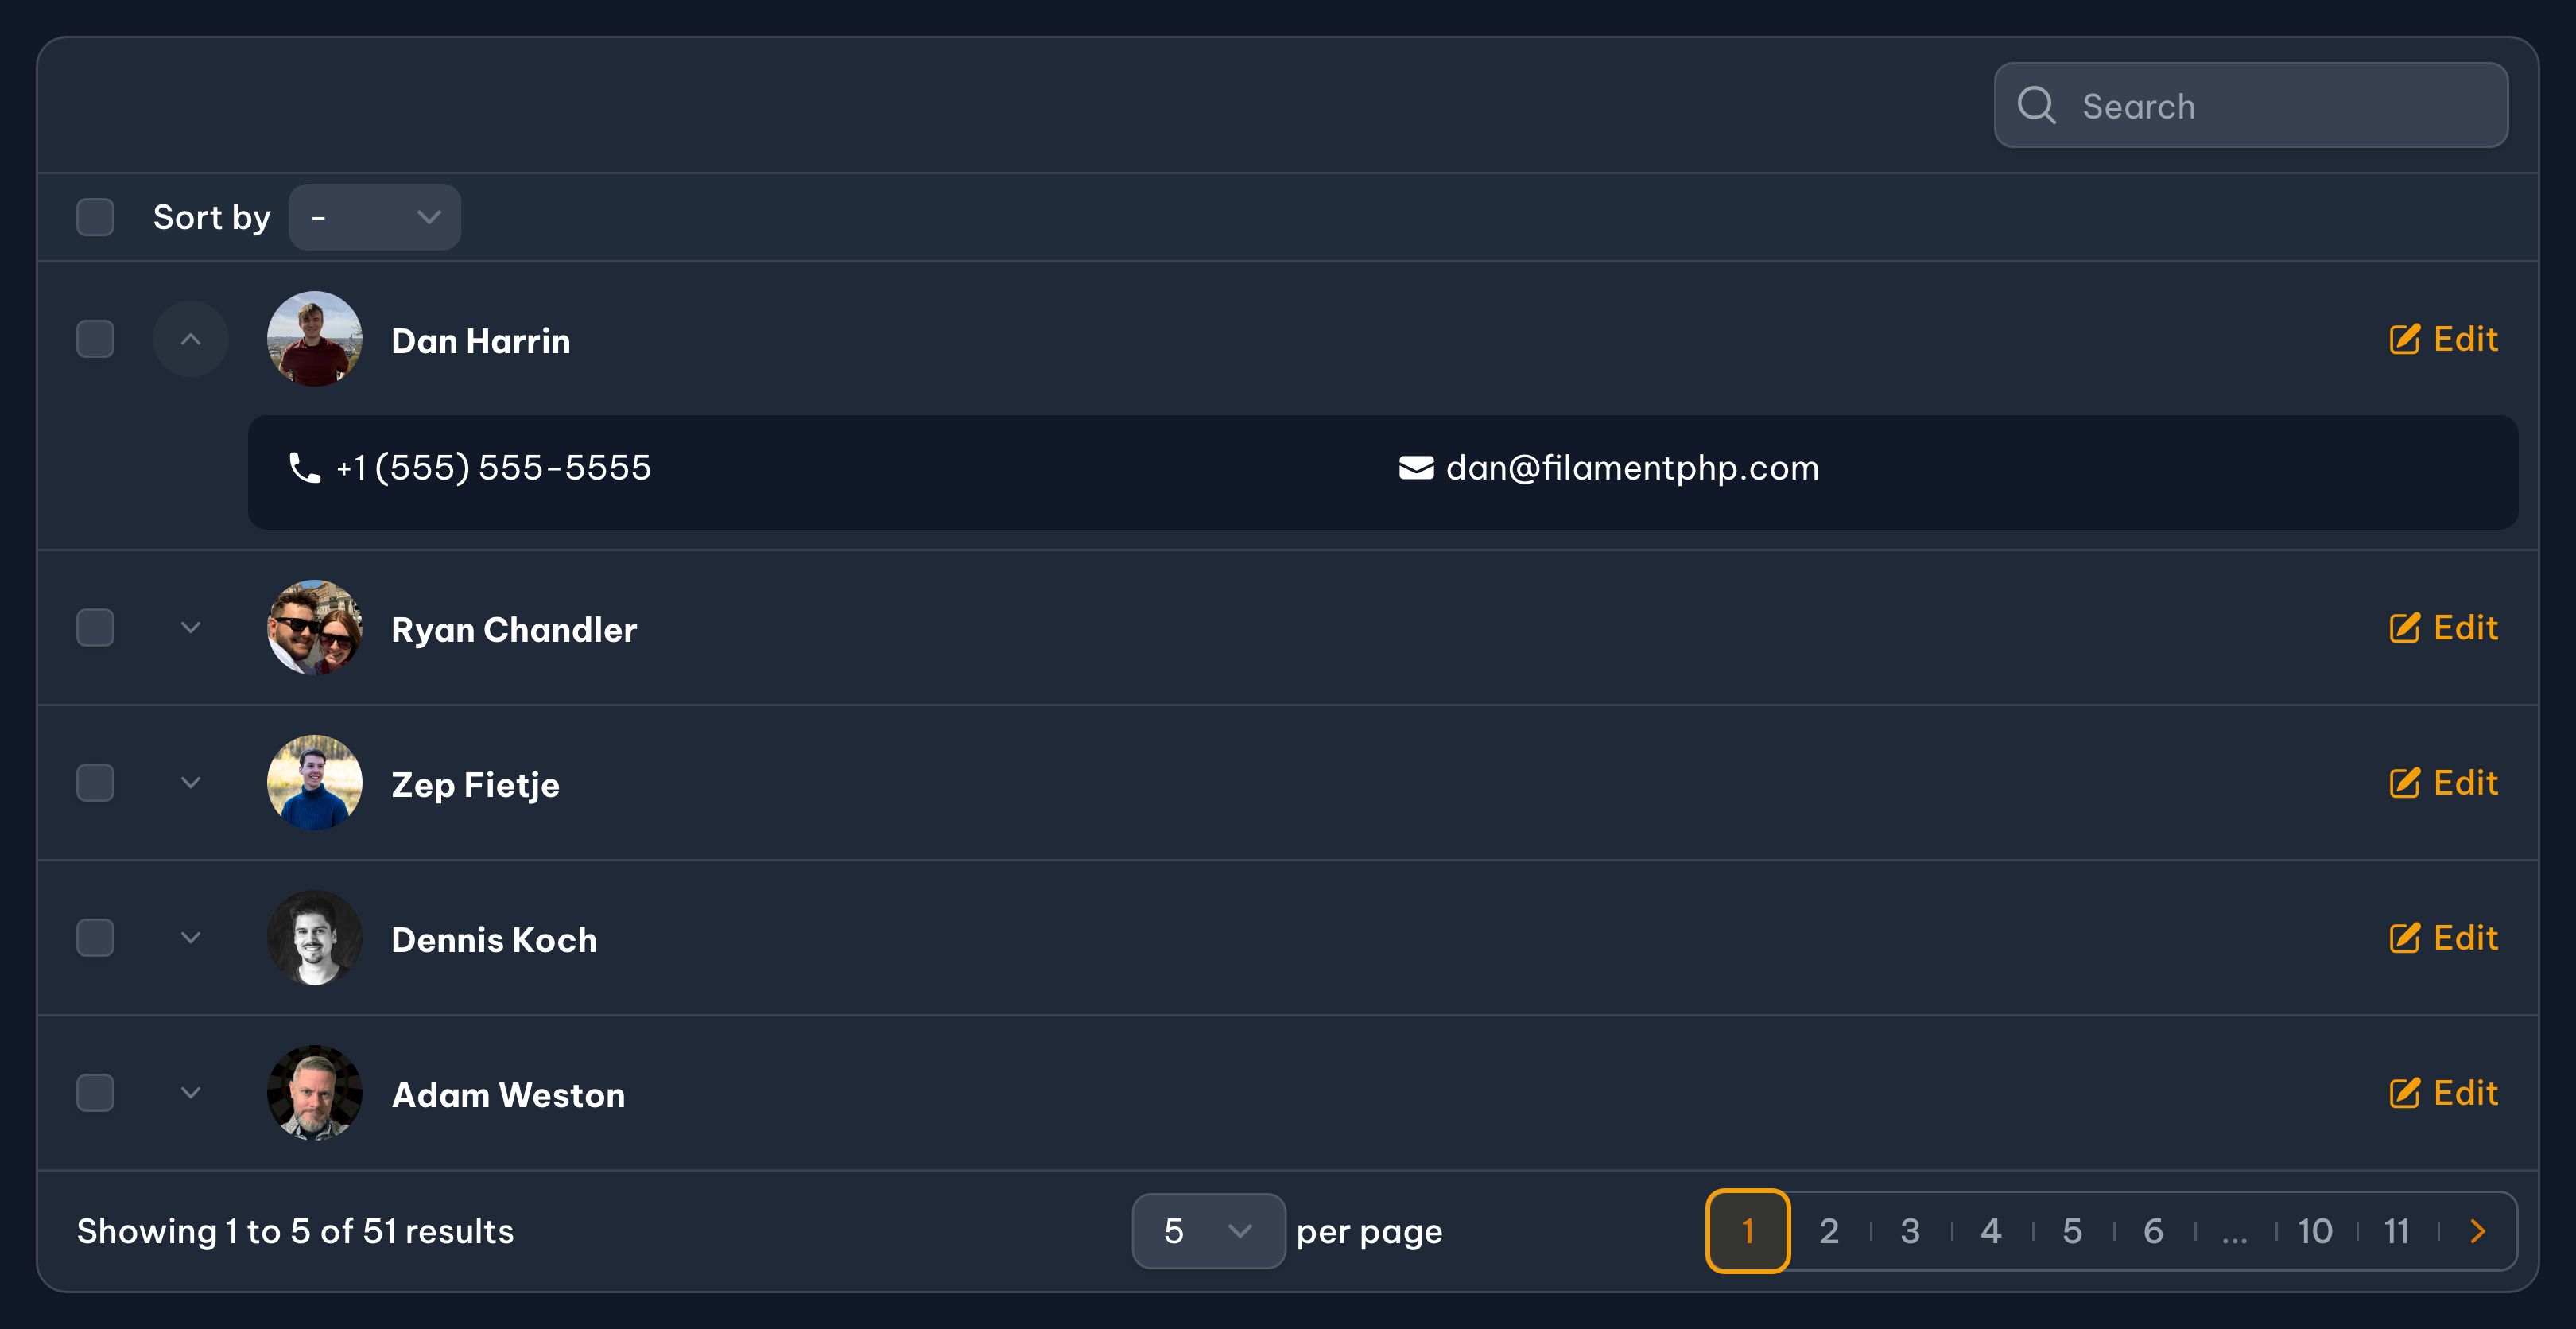 Search
Sort by -
Dan Harrin Edit
+1 (555) 555-5555 dan@filamentphp.com
Ryan Chandler Edit
Zep Fietje Edit
Dennis Koch Edit
Adam Weston Edit
Showing 1 to 5 of 51 results 5 per page 1 2 3 4 5 6 ... 10 11